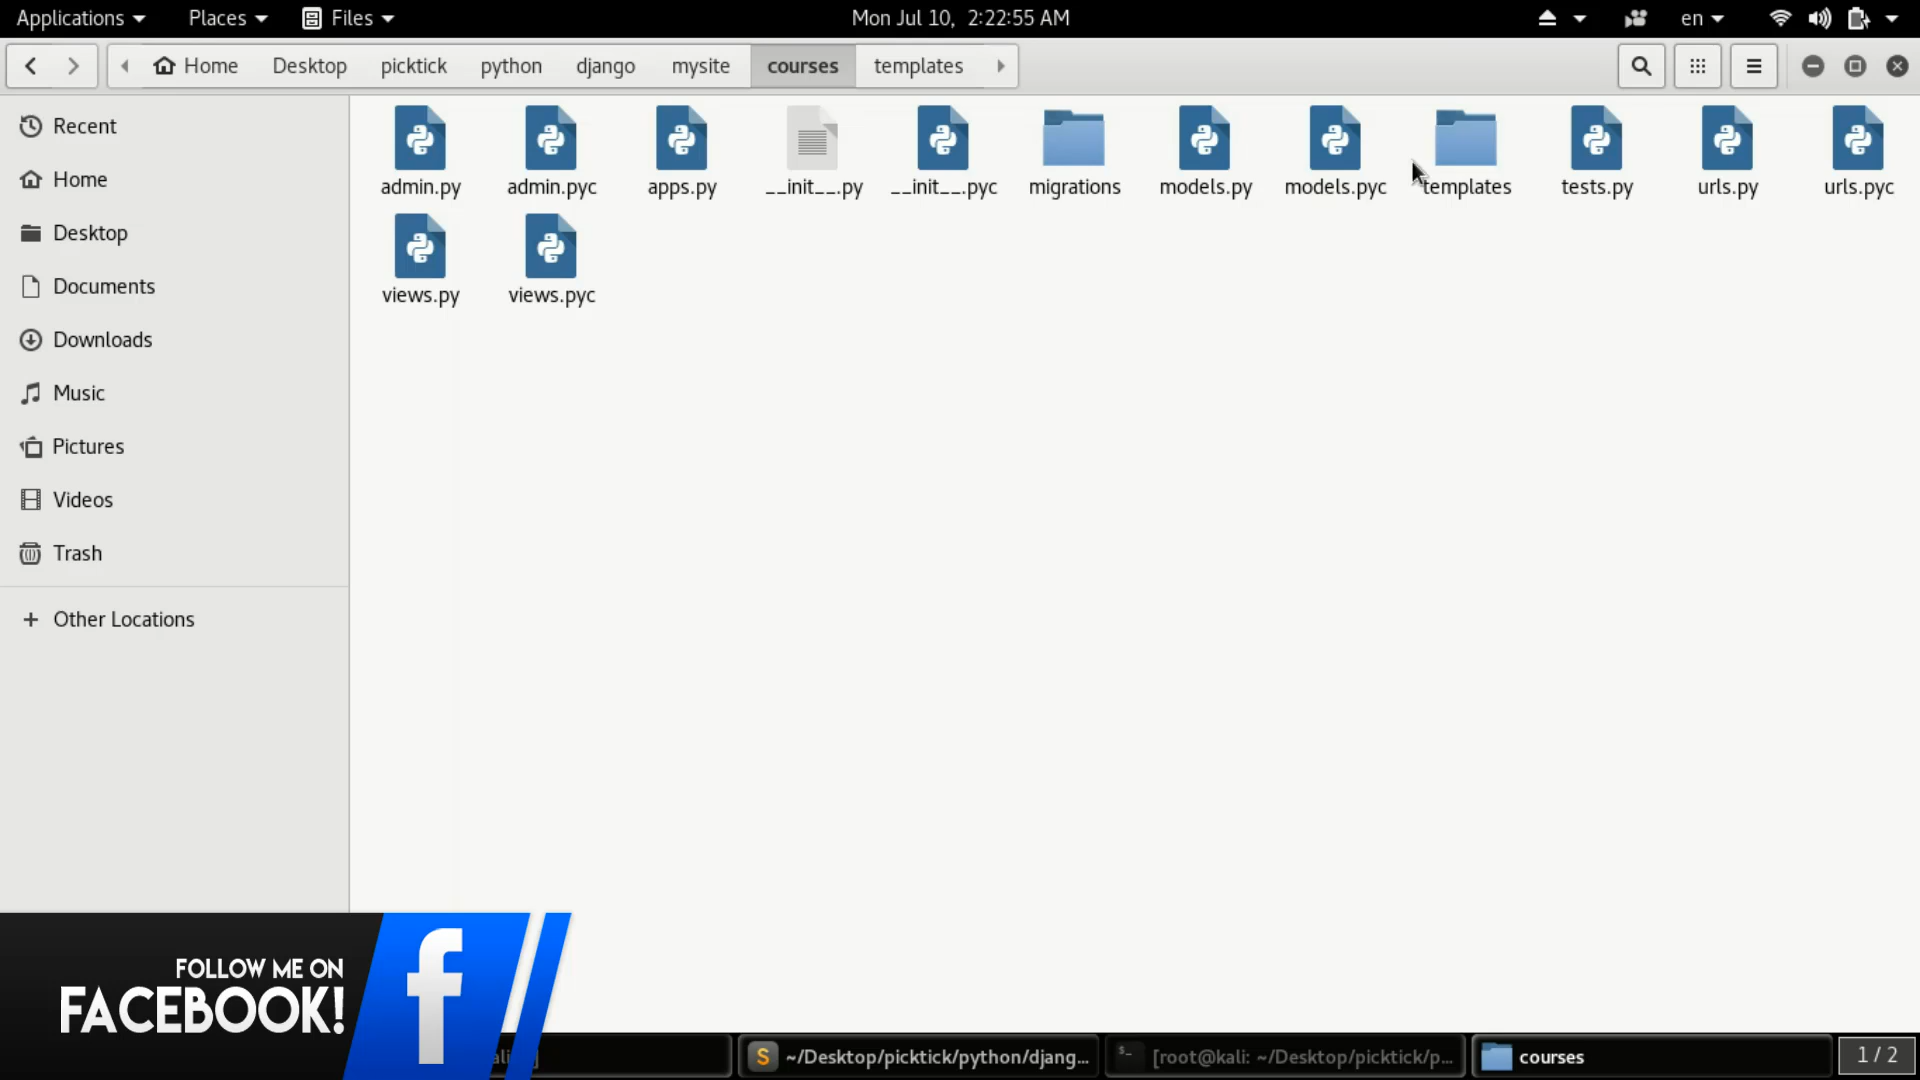 Applications Places Files Mon Jul 10, 2:22:55 AM en
Home Desktop picktick python django mysite courses templates
Recent
Home
Desktop
Documents
Downloads
Music
Pictures
Videos
Trash
+ Other Locations
admin.py admin.pyc apps.py __init__.py __init__.pyc migrations models.py models.pyc templates tests.py urls.py urls.pyc
views.py views.pyc
FOLLOW ME ON
FACEBOOK!
f
S ~/Desktop/picktick/python/djang... [root@kali: ~/Desktop/picktick/p... courses 1 / 2